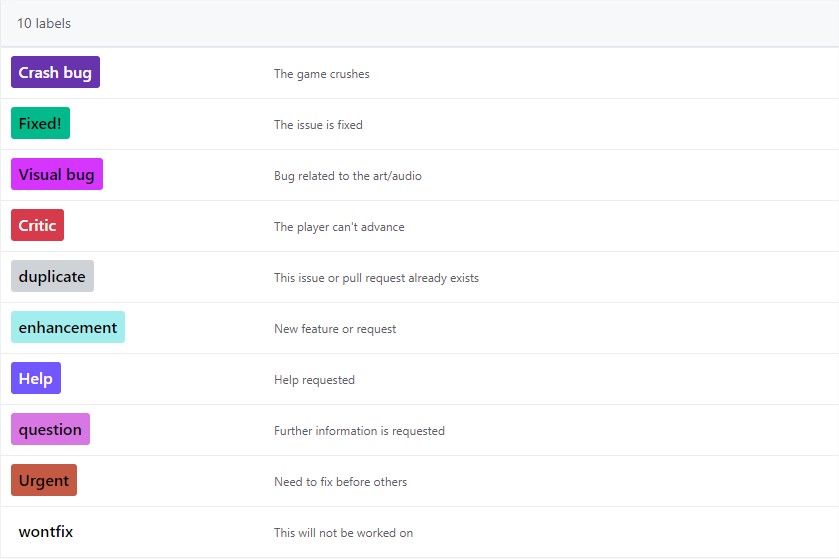 10 labels
Crash bug The game crushes
Fixed! The issue is fixed
Visual bug Bug related to the art/audio
Critic The player can't advance
duplicate This issue or pull request already exists
enhancement New feature or request
Help Help requested
question Further information is requested
Urgent Need to fix before others
wontfix This will not be worked on